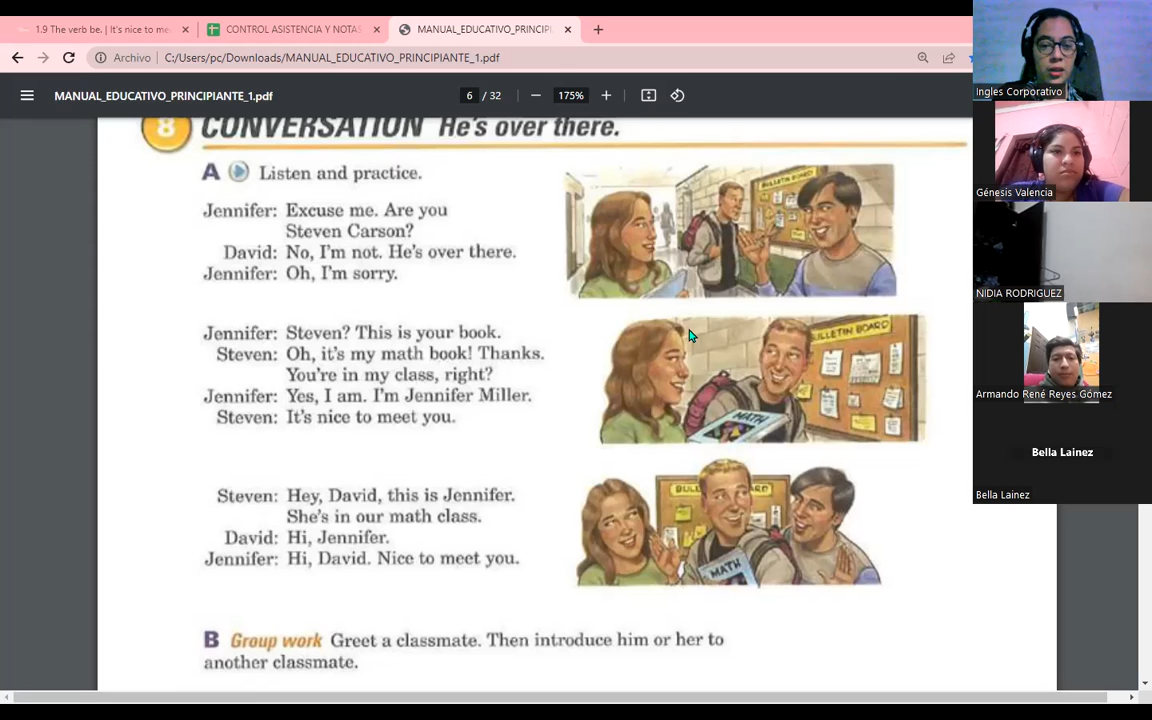 1.9 The verb be. | It's nice to me
CONTROL ASISTENCIA Y NOTAS
MANUAL_EDUCATIVO_PRINCIPI
Archivo
C:/Users/pc/Downloads/MANUAL_EDUCATIVO_PRINCIPIANTE_1.pdf
MANUAL_EDUCATIVO_PRINCIPIANTE_1.pdf
6 / 32
175%
8 CONVERSATION He's over there.
A Listen and practice.
Jennifer: Excuse me. Are you
Steven Carson?
David: No, I'm not. He's over there.
Jennifer: Oh, I'm sorry.
BULLETIN BOARD
Jennifer: Steven? This is your book.
Steven: Oh, it's my math book! Thanks.
You're in my class, right?
Jennifer: Yes, I am. I'm Jennifer Miller.
Steven: It's nice to meet you.
BULLETIN BOARD
MATH
Steven: Hey, David, this is Jennifer.
She's in our math class.
David: Hi, Jennifer.
Jennifer: Hi, David. Nice to meet you.
BULL RD
MATH
B Group work Greet a classmate. Then introduce him or her to
another classmate.
Ingles Corporativo
Génesis Valencia
NIDIA RODRIGUEZ
Armando René Reyes Gómez
Bella Lainez
Bella Lainez